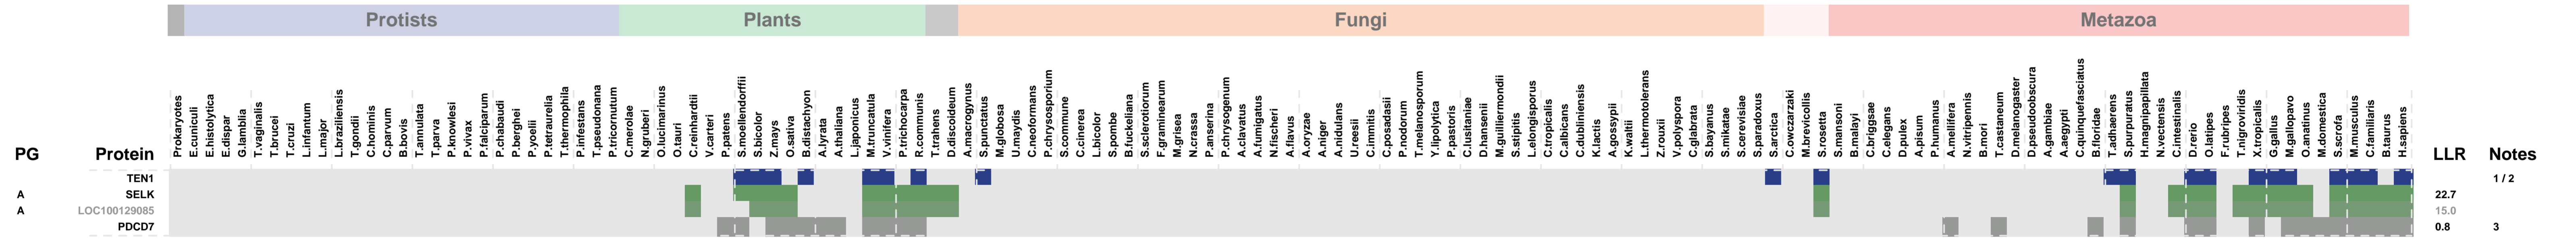 Protists Plants Fungi Metazoa
Prokaryotes
E.cuniculi
E.histolytica
E.dispar
G.lamblia
T.vaginalis
T.brucei
T.cruzi
L.infantum
L.major
L.braziliensis
T.gondii
C.hominis
C.parvum
B.bovis
T.annulata
T.parva
P.knowlesi
P.vivax
P.falciparum
P.chabaudi
P.berghei
P.yoelii
P.tetraurelia
T.thermophila
P.infestans
T.pseudonana
P.tricornutum
C.merolae
N.gruberi
O.lucimarinus
O.tauri
C.reinhardtii
V.carteri
P.patens
S.moellendorffii
S.bicolor
Z.mays
O.sativa
B.distachyon
A.lyrata
A.thaliana
L.japonicus
M.truncatula
V.vinifera
P.trichocarpa
R.communis
T.trahens
D.discoideum
A.macrogynus
S.punctatus
M.globosa
U.maydis
C.neoformans
P.chrysosporium
S.commune
C.cinerea
L.bicolor
S.pombe
B.fuckeliana
S.sclerotiorum
F.graminearum
M.grisea
N.crassa
P.anserina
P.chrysogenum
A.clavatus
A.fumigatus
N.fischeri
A.flavus
A.oryzae
A.niger
A.nidulans
U.reesii
C.immitis
C.posadasii
P.nodorum
T.melanosporum
Y.lipolytica
P.pastoris
C.lusitaniae
D.hansenii
M.guilliermondii
S.stipitis
L.elongisporus
C.tropicalis
C.albicans
C.dubliniensis
K.lactis
A.gossypii
K.waltii
L.thermotolerans
Z.rouxii
V.polyspora
C.glabrata
S.bayanus
S.mikatae
S.cerevisiae
S.paradoxus
S.arctica
C.owczarzaki
M.brevicollis
S.rosetta
S.mansoni
B.malayi
C.briggsae
C.elegans
D.pulex
A.pisum
P.humanus
A.mellifera
N.vitripennis
B.mori
T.castaneum
D.melanogaster
D.pseudoobscura
A.gambiae
A.aegypti
C.quinquefasciatus
B.floridae
T.adhaerens
S.purpuratus
H.magnipapillata
N.vectensis
C.intestinalis
D.rerio
O.latipes
F.rubripes
T.nigroviridis
X.tropicalis
G.gallus
M.gallopavo
O.anatinus
M.domestica
S.scrofa
M.musculus
C.familiaris
B.taurus
H.sapiens
PG Protein LLR Notes
TEN1 1 / 2
A SELK 22.7
A LOC100129085 15.0
PDCD7 0.8 3